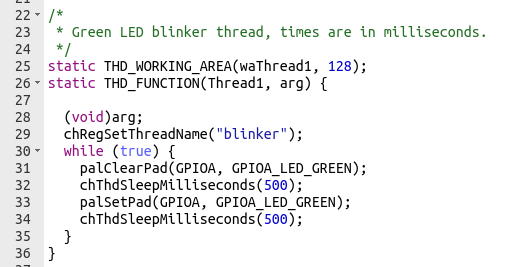 22 /*
23  * Green LED blinker thread, times are in milliseconds.
24  */
25 static THD_WORKING_AREA(waThread1, 128);
26 static THD_FUNCTION(Thread1, arg) {
27
28   (void)arg;
29   chRegSetThreadName("blinker");
30   while (true) {
31     palClearPad(GPIOA, GPIOA_LED_GREEN);
32     chThdSleepMilliseconds(500);
33     palSetPad(GPIOA, GPIOA_LED_GREEN);
34     chThdSleepMilliseconds(500);
35   }
36 }